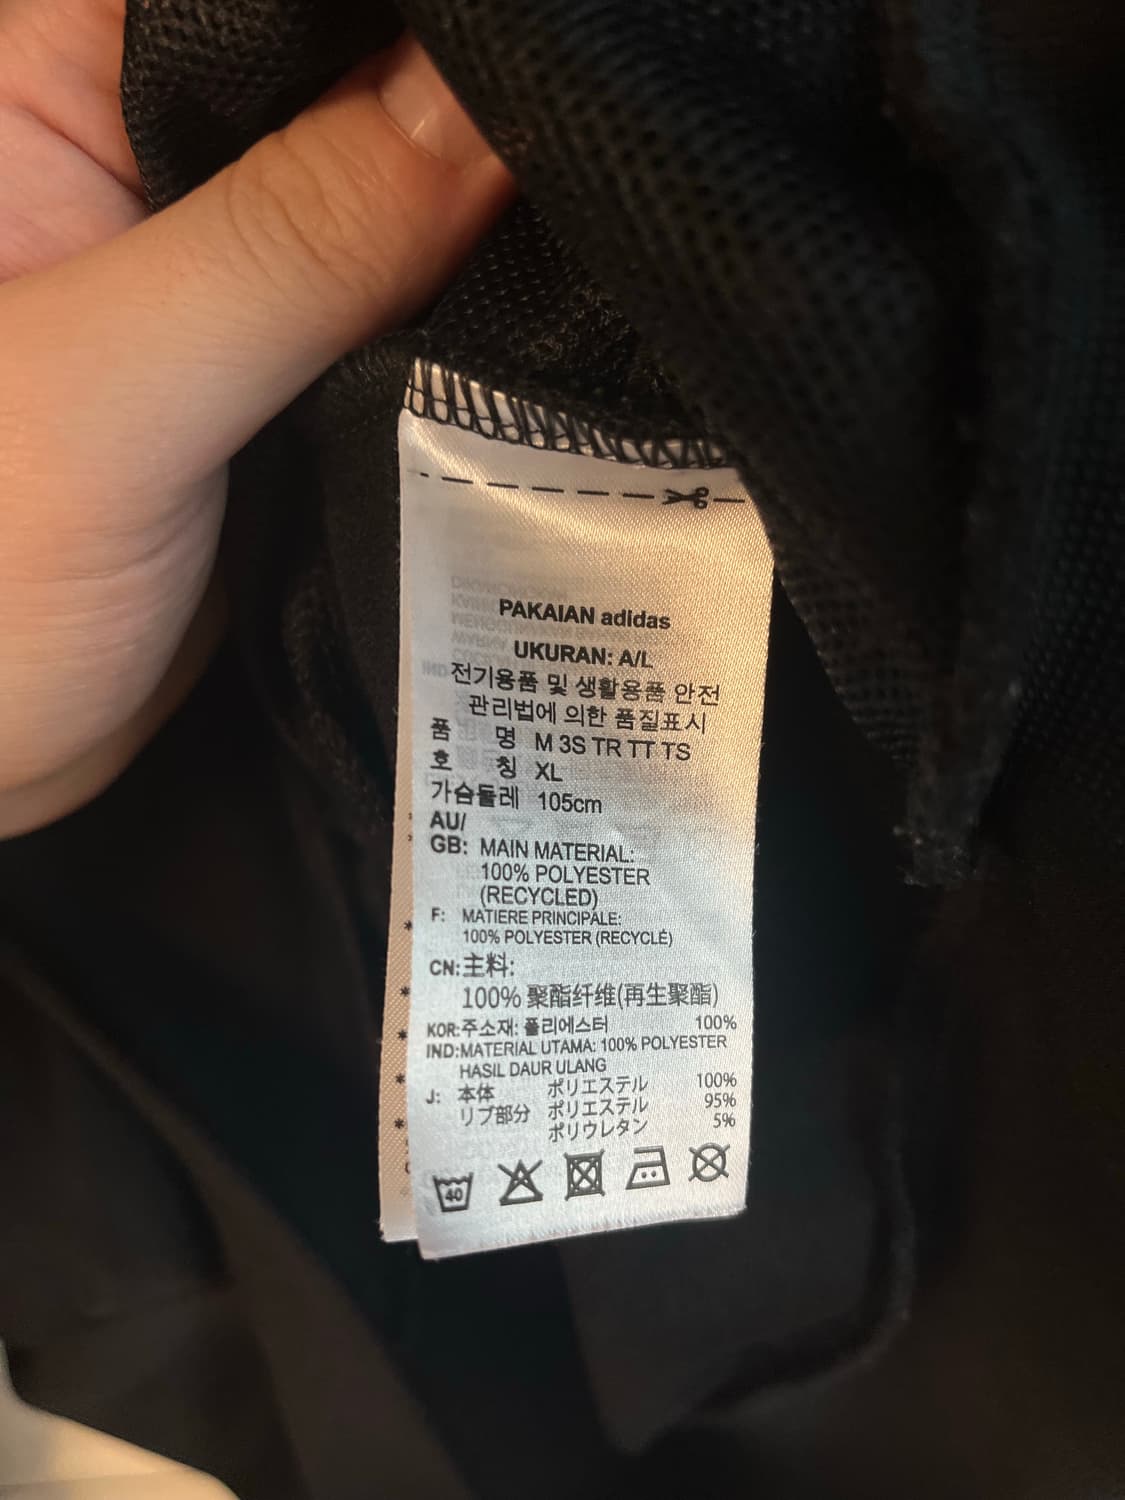 PAKAIAN adidas
UKURAN: A/L
전기용품 및 생활용품 안전
관리법에 의한 품질표시
품 명 M 3S TR TT TS
호 칭 XL
가슴둘레 105cm
AU/
GB: MAIN MATERIAL:
100% POLYESTER
(RECYCLED)
F: MATIERE PRINCIPALE:
100% POLYESTER (RECYCLÉ)
CN:主料:
100% 聚酯纤维(再生聚酯)
KOR:주소재: 폴리에스터 100%
IND:MATERIAL UTAMA: 100% POLYESTER
HASIL DAUR ULANG
J: 本体 ポリエステル 100%
リブ部分 ポリエステル 95%
ポリウレタン 5%
40